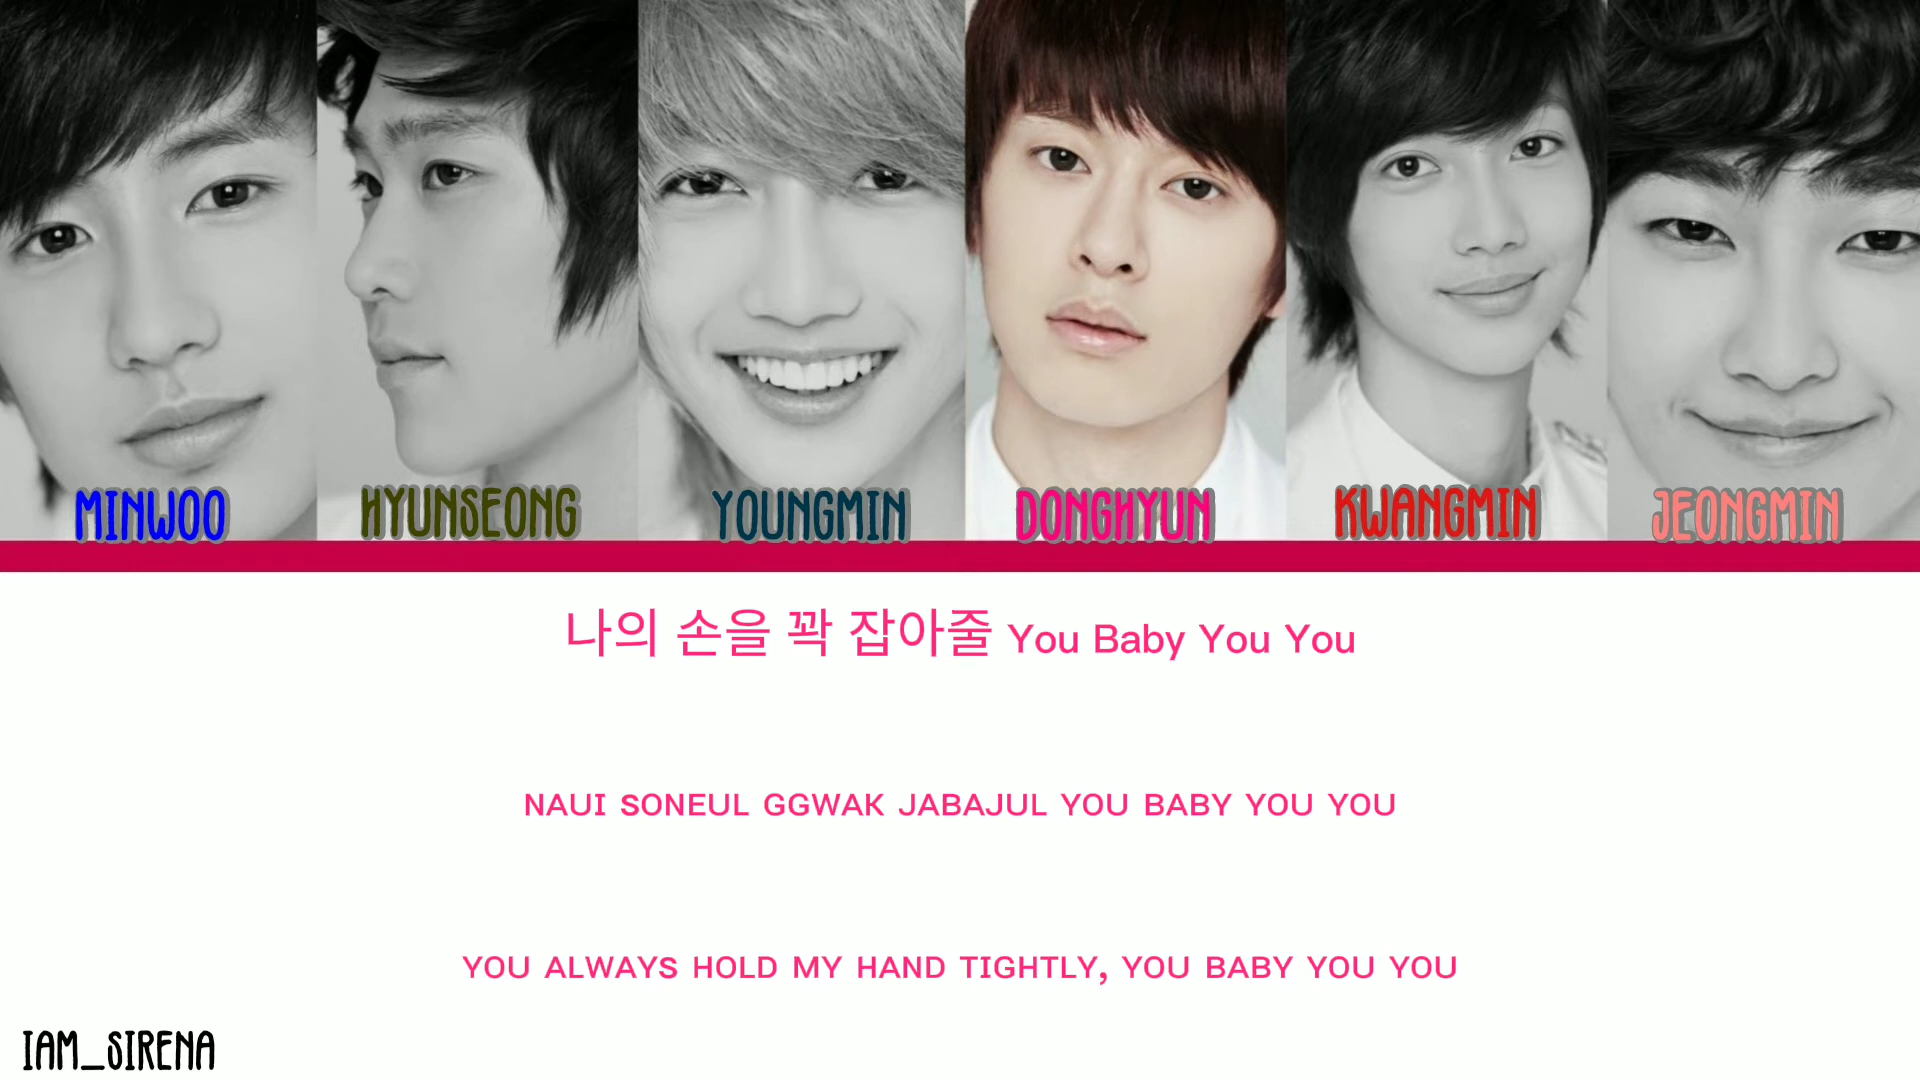 MINWOO HYUNSEONG YOUNGMIN DONGHYUN KWANGMIN JEONGMIN
나의 손을 꽉 잡아줄 You Baby You You
NAUI SONEUL GGWAK JABAJUL YOU BABY YOU YOU
YOU ALWAYS HOLD MY HAND TIGHTLY, YOU BABY YOU YOU
IAM_SIRENA